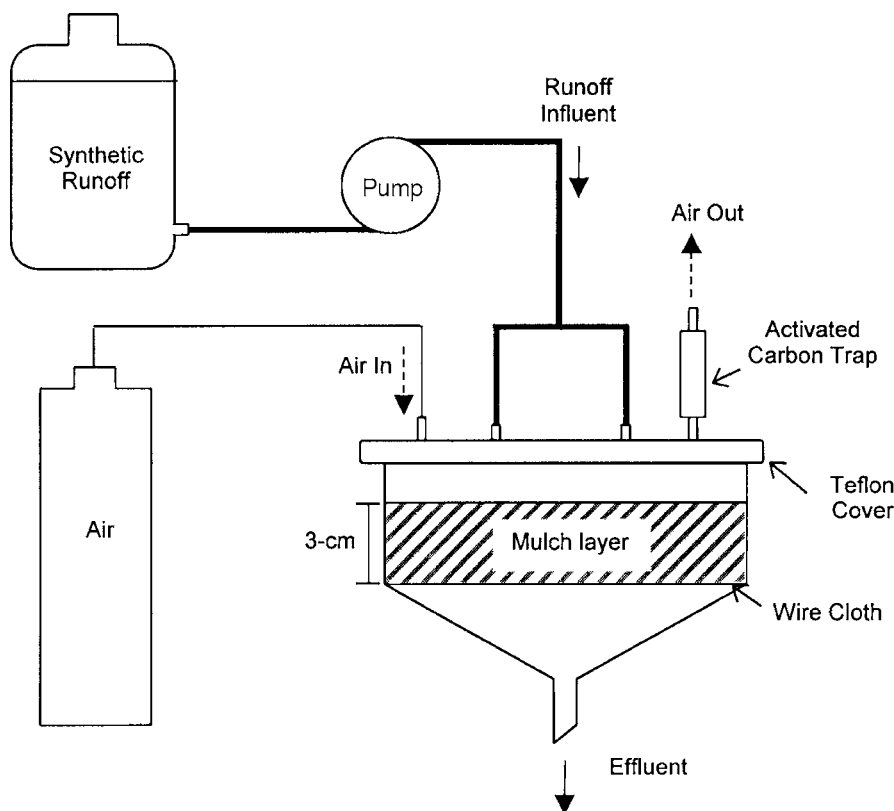 Synthetic
Runoff
Pump
Runoff
Influent
Air Out
Activated
Carbon Trap
Air In
Teflon
Cover
Air
3-cm
Mulch layer
Wire Cloth
Effluent